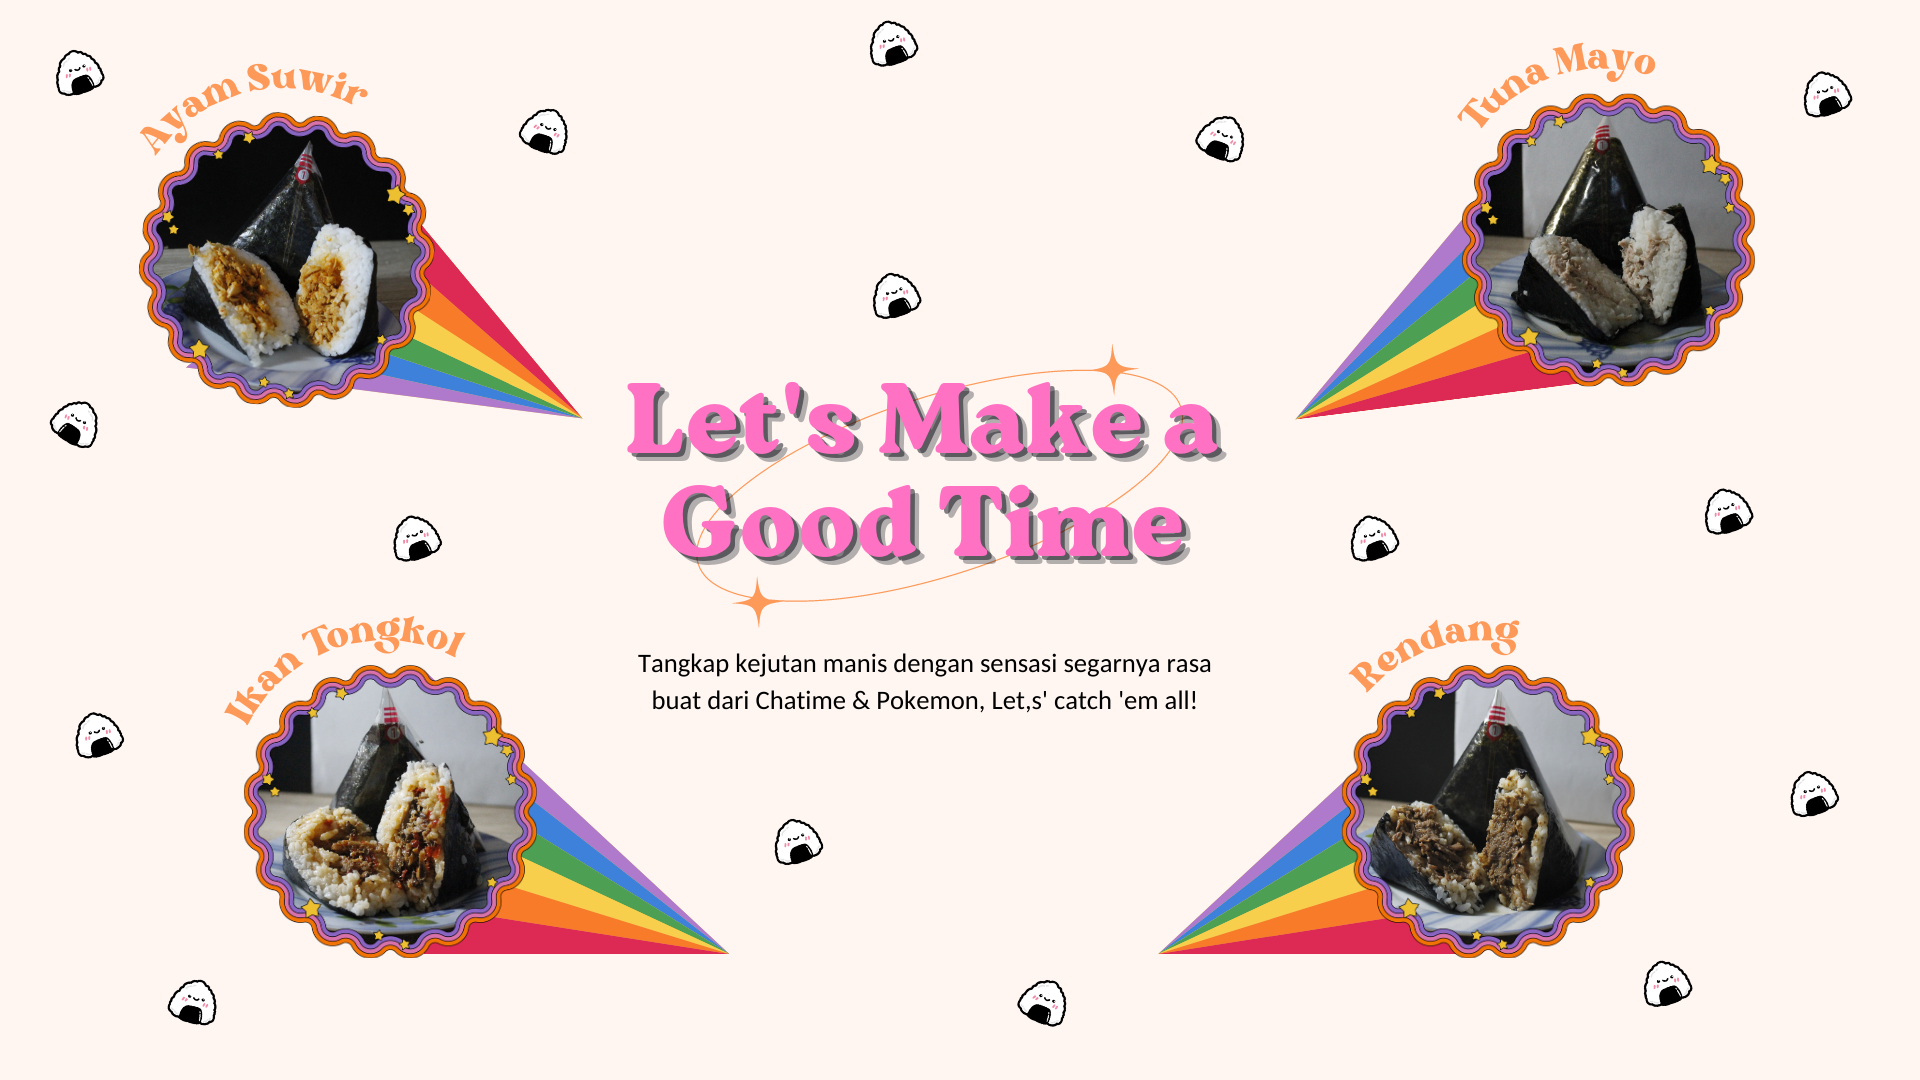 Ayam Suwir
Tuna Mayo
Let's Make a
Good Time
Tangkap kejutan manis dengan sensasi segarnya rasa
buat dari Chatime & Pokemon, Let,s' catch 'em all!
Ikan Tongkol
Rendang